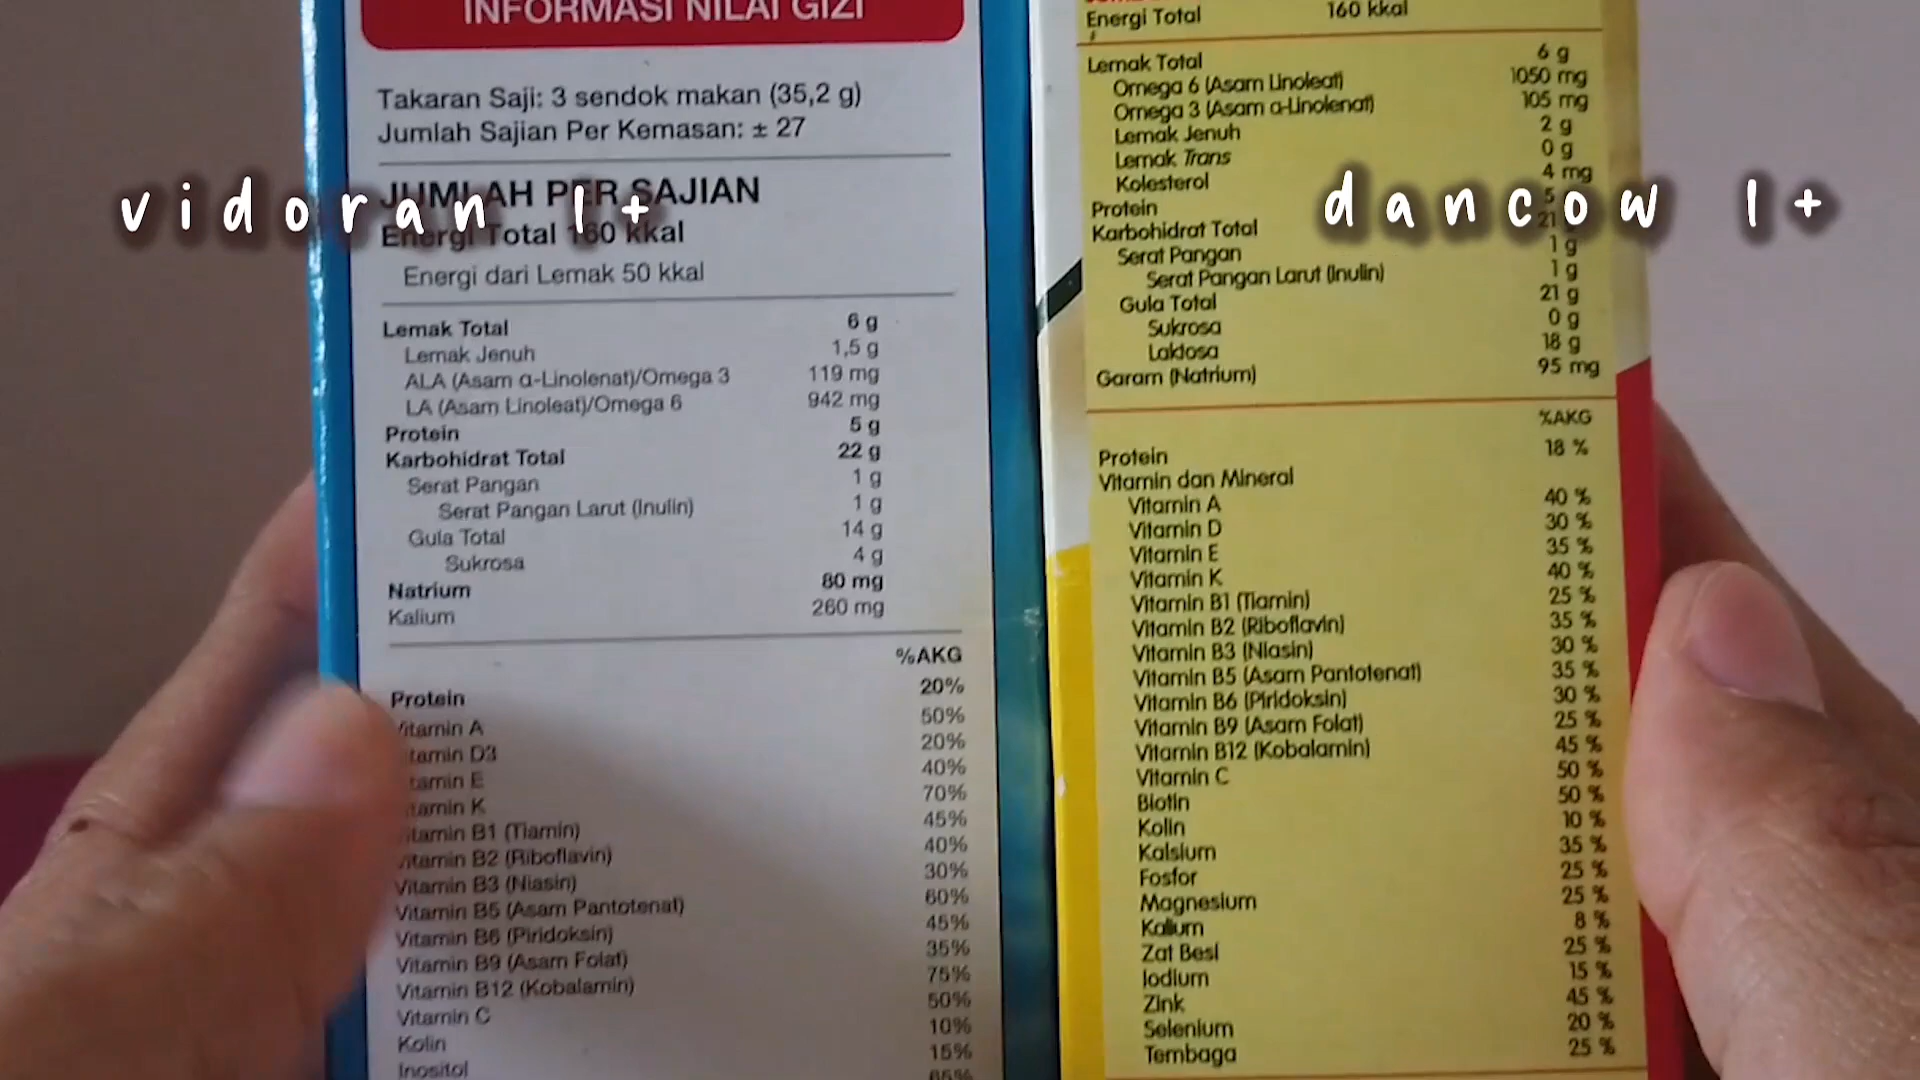 INFORMASI NILAI GIZI
Takaran Saji: 3 sendok makan (35,2 g)
Jumlah Sajian Per Kemasan: ± 27
vidoran 1+
JUMLAH PER SAJIAN
Energi Total 160 kkal
Energi dari Lemak 50 kkal
Lemak Total 6 g
Lemak Jenuh 1,5 g
ALA (Asam α-Linolenat)/Omega 3 119 mg
LA (Asam Linoleat)/Omega 6 942 mg
Protein 5 g
Karbohidrat Total 22 g
Serat Pangan 1 g
Serat Pangan Larut (Inulin) 1 g
Gula Total 14 g
Sukrosa 4 g
Natrium 80 mg
Kalium 260 mg
%AKG
Protein 20%
Vitamin A 50%
tamin D3 20%
tamin E 40%
tamin K 70%
itamin B1 (Tiamin) 45%
Vitamin B2 (Riboflavin) 40%
Vitamin B3 (Niasin) 30%
Vitamin B5 (Asam Pantotenat) 60%
Vitamin B6 (Piridoksin) 45%
Vitamin B9 (Asam Folat) 35%
Vitamin B12 (Kobalamin) 75%
Vitamin C 50%
Kolin 10%
Inositol 15%
65%
Energi Total 160 kkal
Lemak Total 6 g
Omega 6 (Asam Linoleat) 1050 mg
Omega 3 (Asam α-Linolenat) 105 mg
Lemak Jenuh 2 g
Lemak Trans 0 g
Kolesterol 4 mg
dancow 1+
Protein 5
Karbohidrat Total 21
Serat Pangan 1 g
Serat Pangan Larut (Inulin) 1 g
Gula Total 21 g
Sukrosa 0 g
Laktosa 18 g
Garam (Natrium) 95 mg
%AKG
Protein 18 %
Vitamin dan Mineral
Vitamin A 40 %
Vitamin D 30 %
Vitamin E 35 %
Vitamin K 40 %
Vitamin B1 (Tiamin) 25 %
Vitamin B2 (Riboflavin) 35 %
Vitamin B3 (Niasin) 30 %
Vitamin B5 (Asam Pantotenat) 35 %
Vitamin B6 (Piridoksin) 30 %
Vitamin B9 (Asam Folat) 25 %
Vitamin B12 (Kobalamin) 45 %
Vitamin C 50 %
Biotin 50 %
Kolin 10 %
Kalsium 35 %
Fosfor 25 %
Magnesium 25 %
Kalium 8 %
Zat Besi 25 %
Iodium 15 %
Zink 45 %
Selenium 20 %
Tembaga 25 %